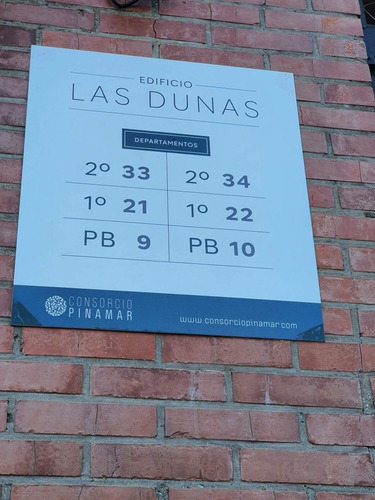 EDIFICIO
LAS DUNAS
DEPARTAMENTOS
2º 33 2º 34
1º 21 1º 22
PB 9 PB 10
CONSORCIO
PINAMAR
www.consorciopinamar.com